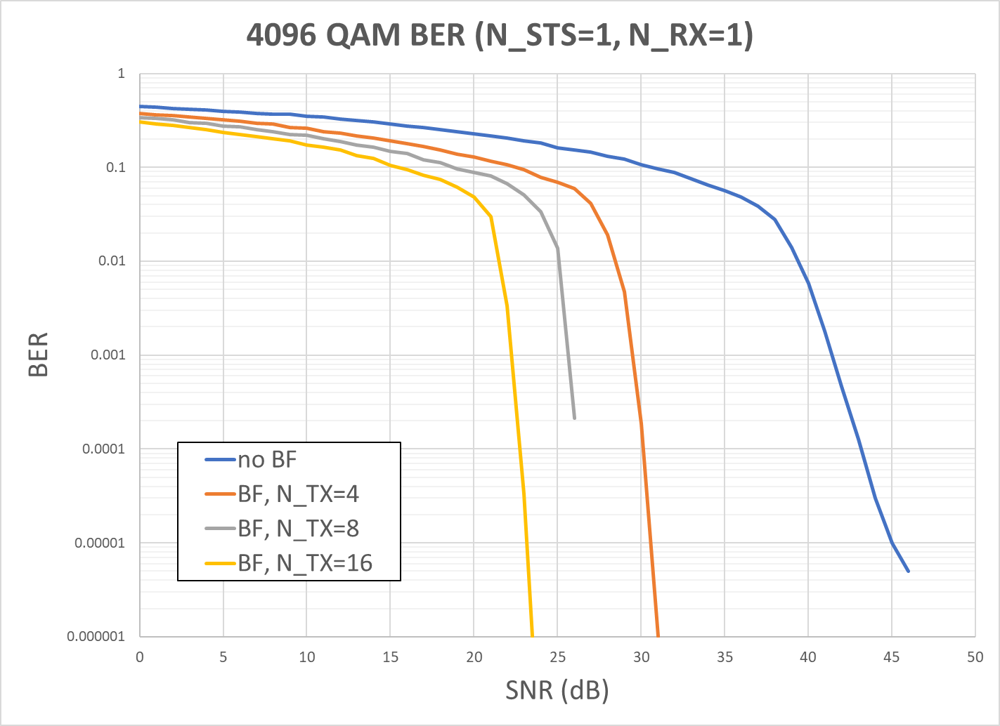 4096 QAM BER (N_STS=1, N_RX=1)
1
0.1
0.01
0.001
0.0001
0.00001
0.000001
BER
no BF
BF, N_TX=4
BF, N_TX=8
BF, N_TX=16
0 5 10 15 20 25 30 35 40 45 50
SNR (dB)